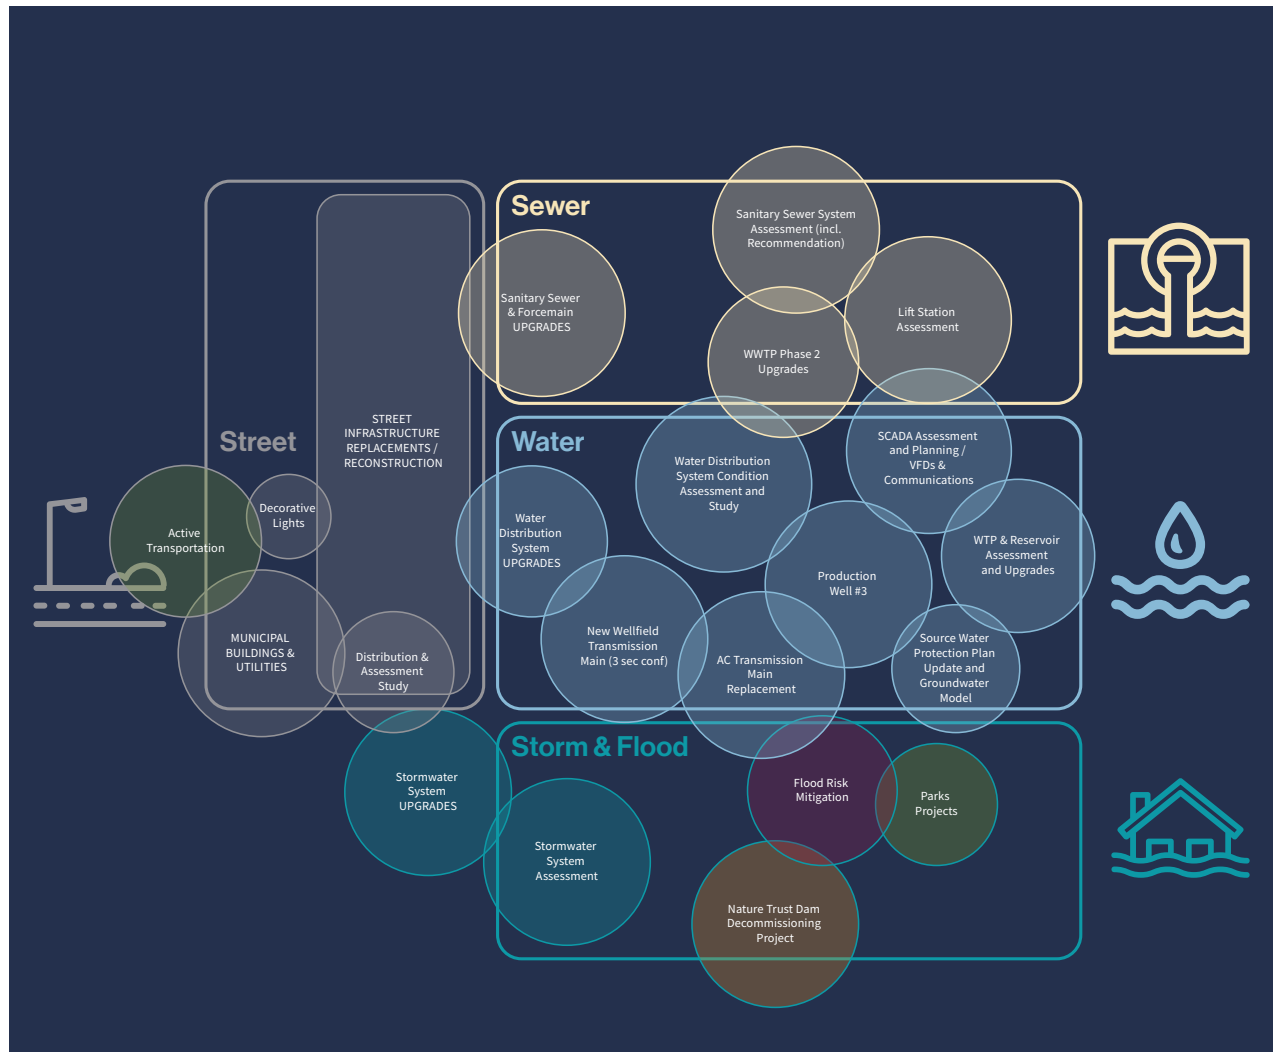 Street
STREET
INFRASTRUCTURE
REPLACEMENTS /
RECONSTRUCTION
Active
Transportation
Decorative
Lights
MUNICIPAL
BUILDINGS &
UTILITIES
Distribution &
Assessment
Study
Sewer
Sanitary Sewer
& Forcemain
UPGRADES
Sanitary Sewer System
Assessment (incl.
Recommendation)
WWTP Phase 2
Upgrades
Lift Station
Assessment
Water
Water
Distribution
System
UPGRADES
Water Distribution
System Condition
Assessment and
Study
SCADA Assessment
and Planning /
VFDs &
Communications
WTP & Reservoir
Assessment
and Upgrades
Production
Well #3
New Wellfield
Transmission
Main (3 sec conf)
AC Transmission
Main
Replacement
Source Water
Protection Plan
Update and
Groundwater
Model
Storm & Flood
Stormwater
System
UPGRADES
Stormwater
System
Assessment
Flood Risk
Mitigation
Parks
Projects
Nature Trust Dam
Decommissioning
Project